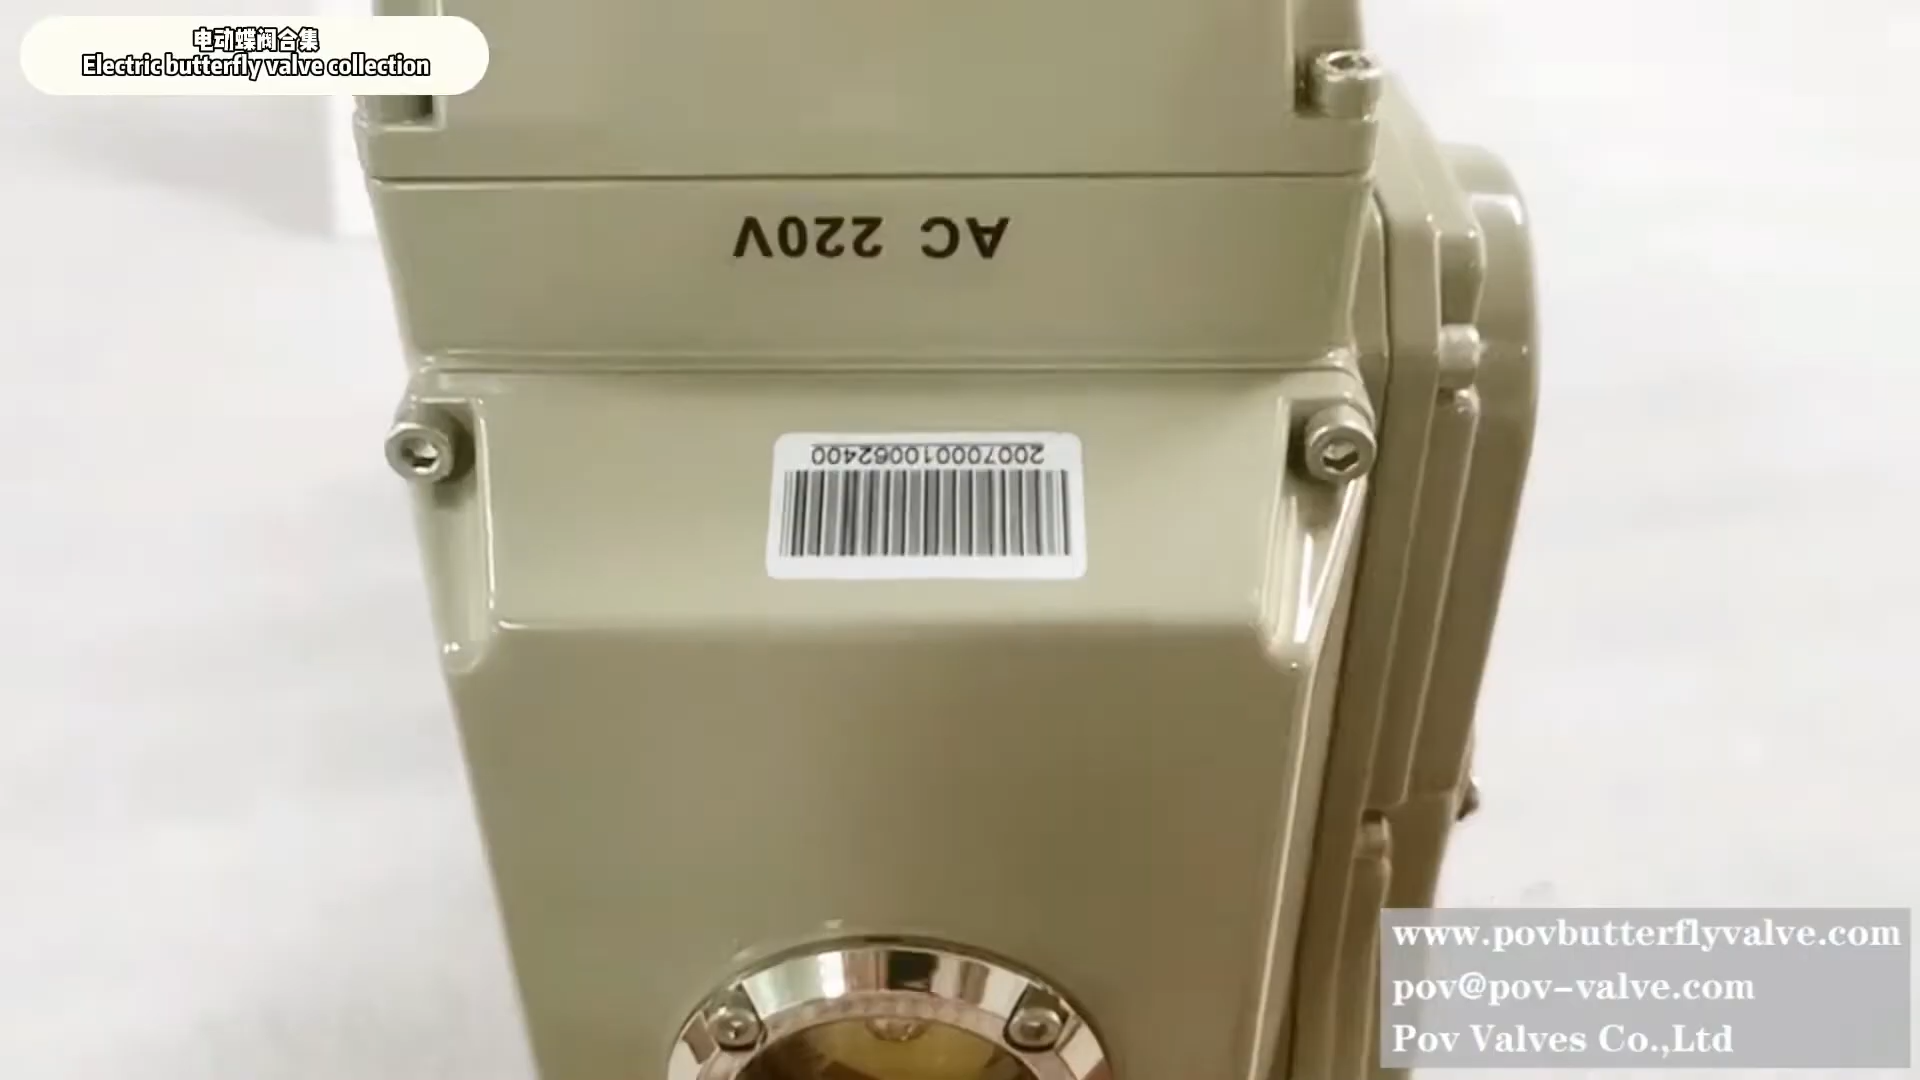 电动蝶阀合集
Electric butterfly valve collection
AC 220V
200700010062400
www.povbutterflyvalve.com
pov@pov-valve.com
Pov Valves Co.,Ltd